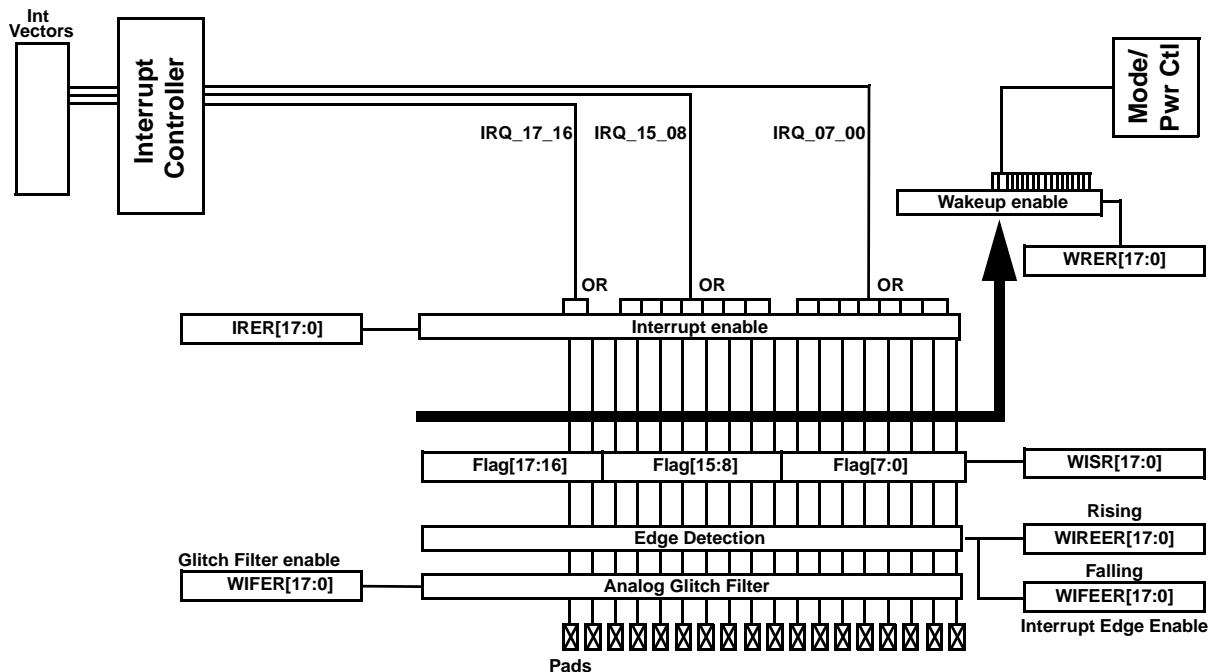 Int
Vectors
Interrupt
Controller
Mode/
Pwr Ctl
IRQ_17_16
IRQ_15_08
IRQ_07_00
Wakeup enable
WRER[17:0]
OR
OR
OR
IRER[17:0]
Interrupt enable
Flag[17:16]
Flag[15:8]
Flag[7:0]
WISR[17:0]
Rising
Edge Detection
WIREER[17:0]
Glitch Filter enable
Falling
WIFER[17:0]
Analog Glitch Filter
WIFEER[17:0]
Interrupt Edge Enable
Pads